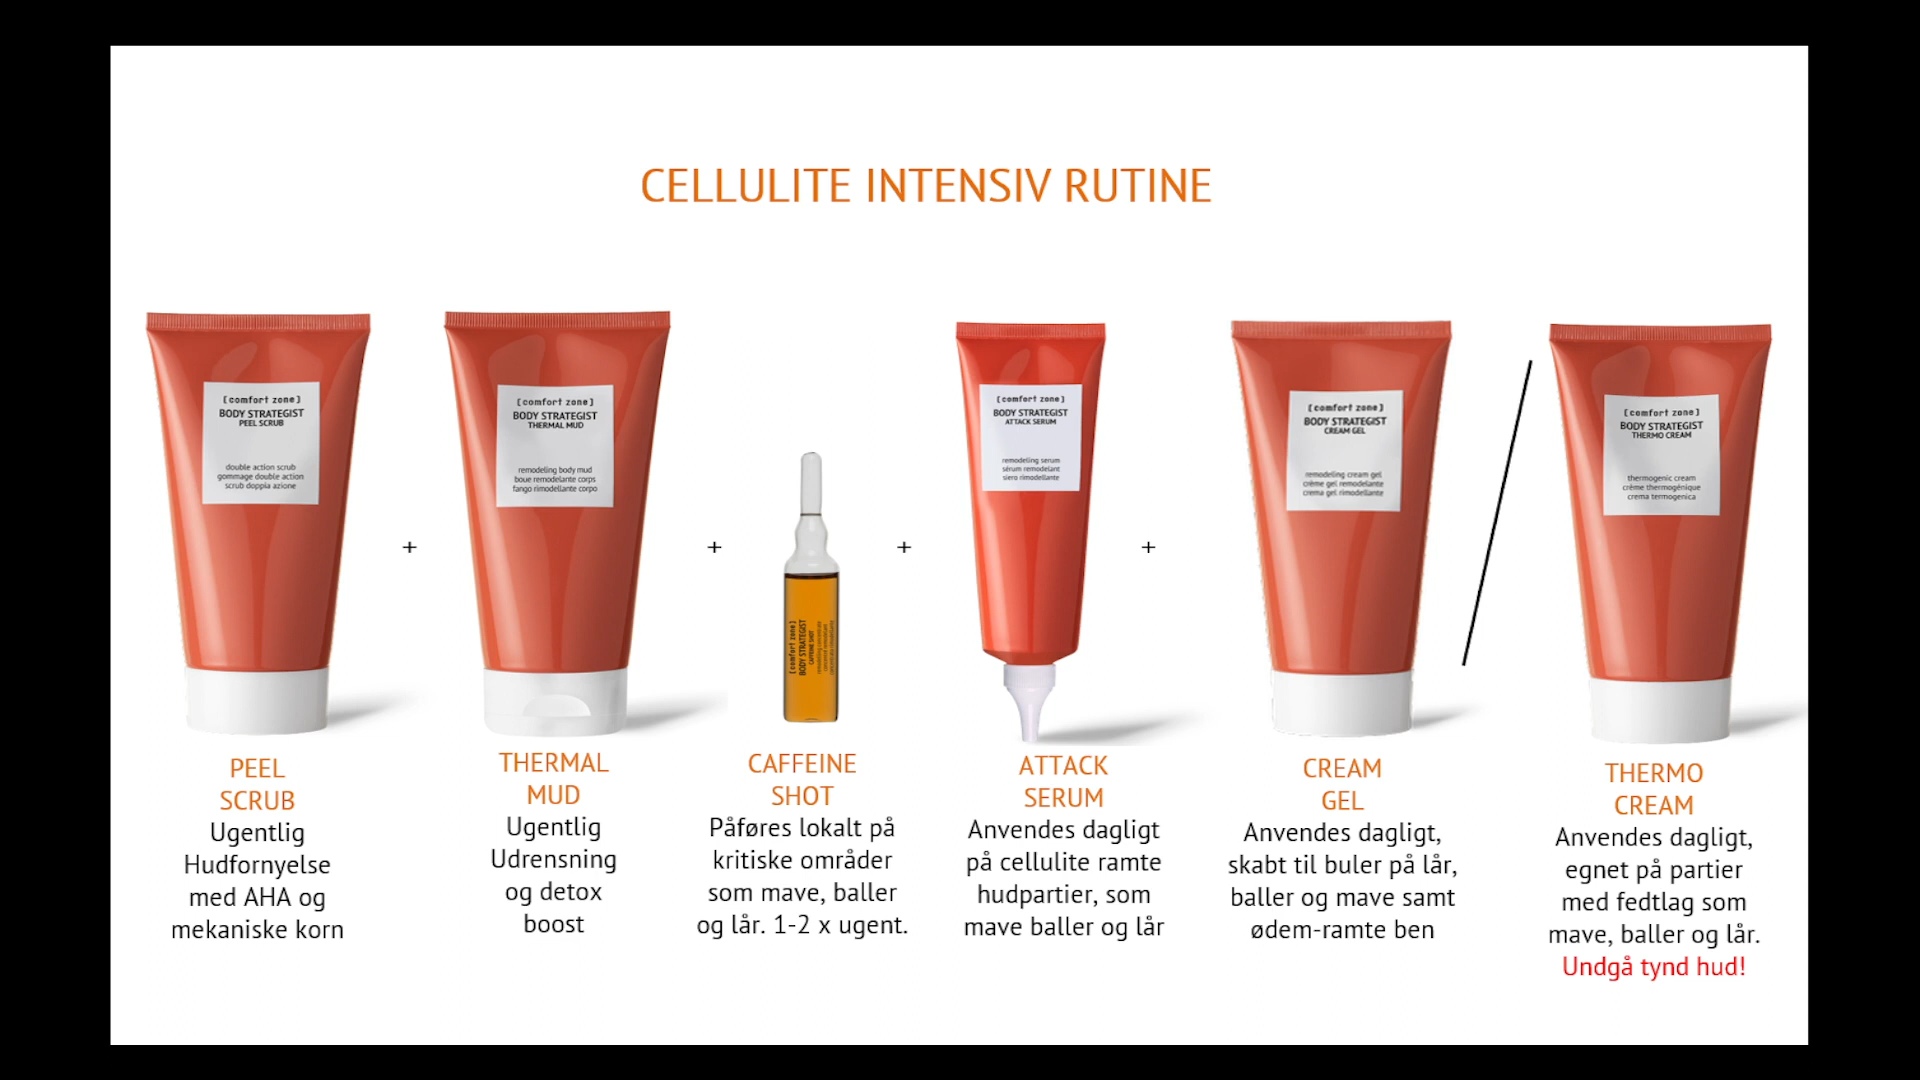 CELLULITE INTENSIV RUTINE
[comfort zone]
BODY STRATEGIST
PEEL SCRUB
double action scrub
gommage double action
scrub doppia azione
PEEL
SCRUB
Ugentlig
Hudfornyelse
med AHA og
mekaniske korn
+
[comfort zone]
BODY STRATEGIST
THERMAL MUD
remodeling body mud
boue remodelante corps
fango rimodellante corpo
THERMAL
MUD
Ugentlig
Udrensning
og detox
boost
+
[comfort zone]
BODY STRATEGIST
CAFFEINE SHOT
CAFFEINE
SHOT
Påføres lokalt på
kritiske områder
som mave, baller
og lår. 1-2 x ugent.
+
[comfort zone]
BODY STRATEGIST
ATTACK SERUM
remodeling serum
sérum remodelant
siero rimodellante
ATTACK
SERUM
Anvendes dagligt
på cellulite ramte
hudpartier, som
mave baller og lår
+
[comfort zone]
BODY STRATEGIST
CREAM GEL
remodeling cream gel
crème gel remodelante
crema gel rimodellante
CREAM
GEL
Anvendes dagligt,
skabt til buler på lår,
baller og mave samt
ødem-ramte ben
/
[comfort zone]
BODY STRATEGIST
THERMO CREAM
thermogenic cream
crème thermogénique
crema termogenica
THERMO
CREAM
Anvendes dagligt,
egnet på partier
med fedtlag som
mave, baller og lår.
Undgå tynd hud!